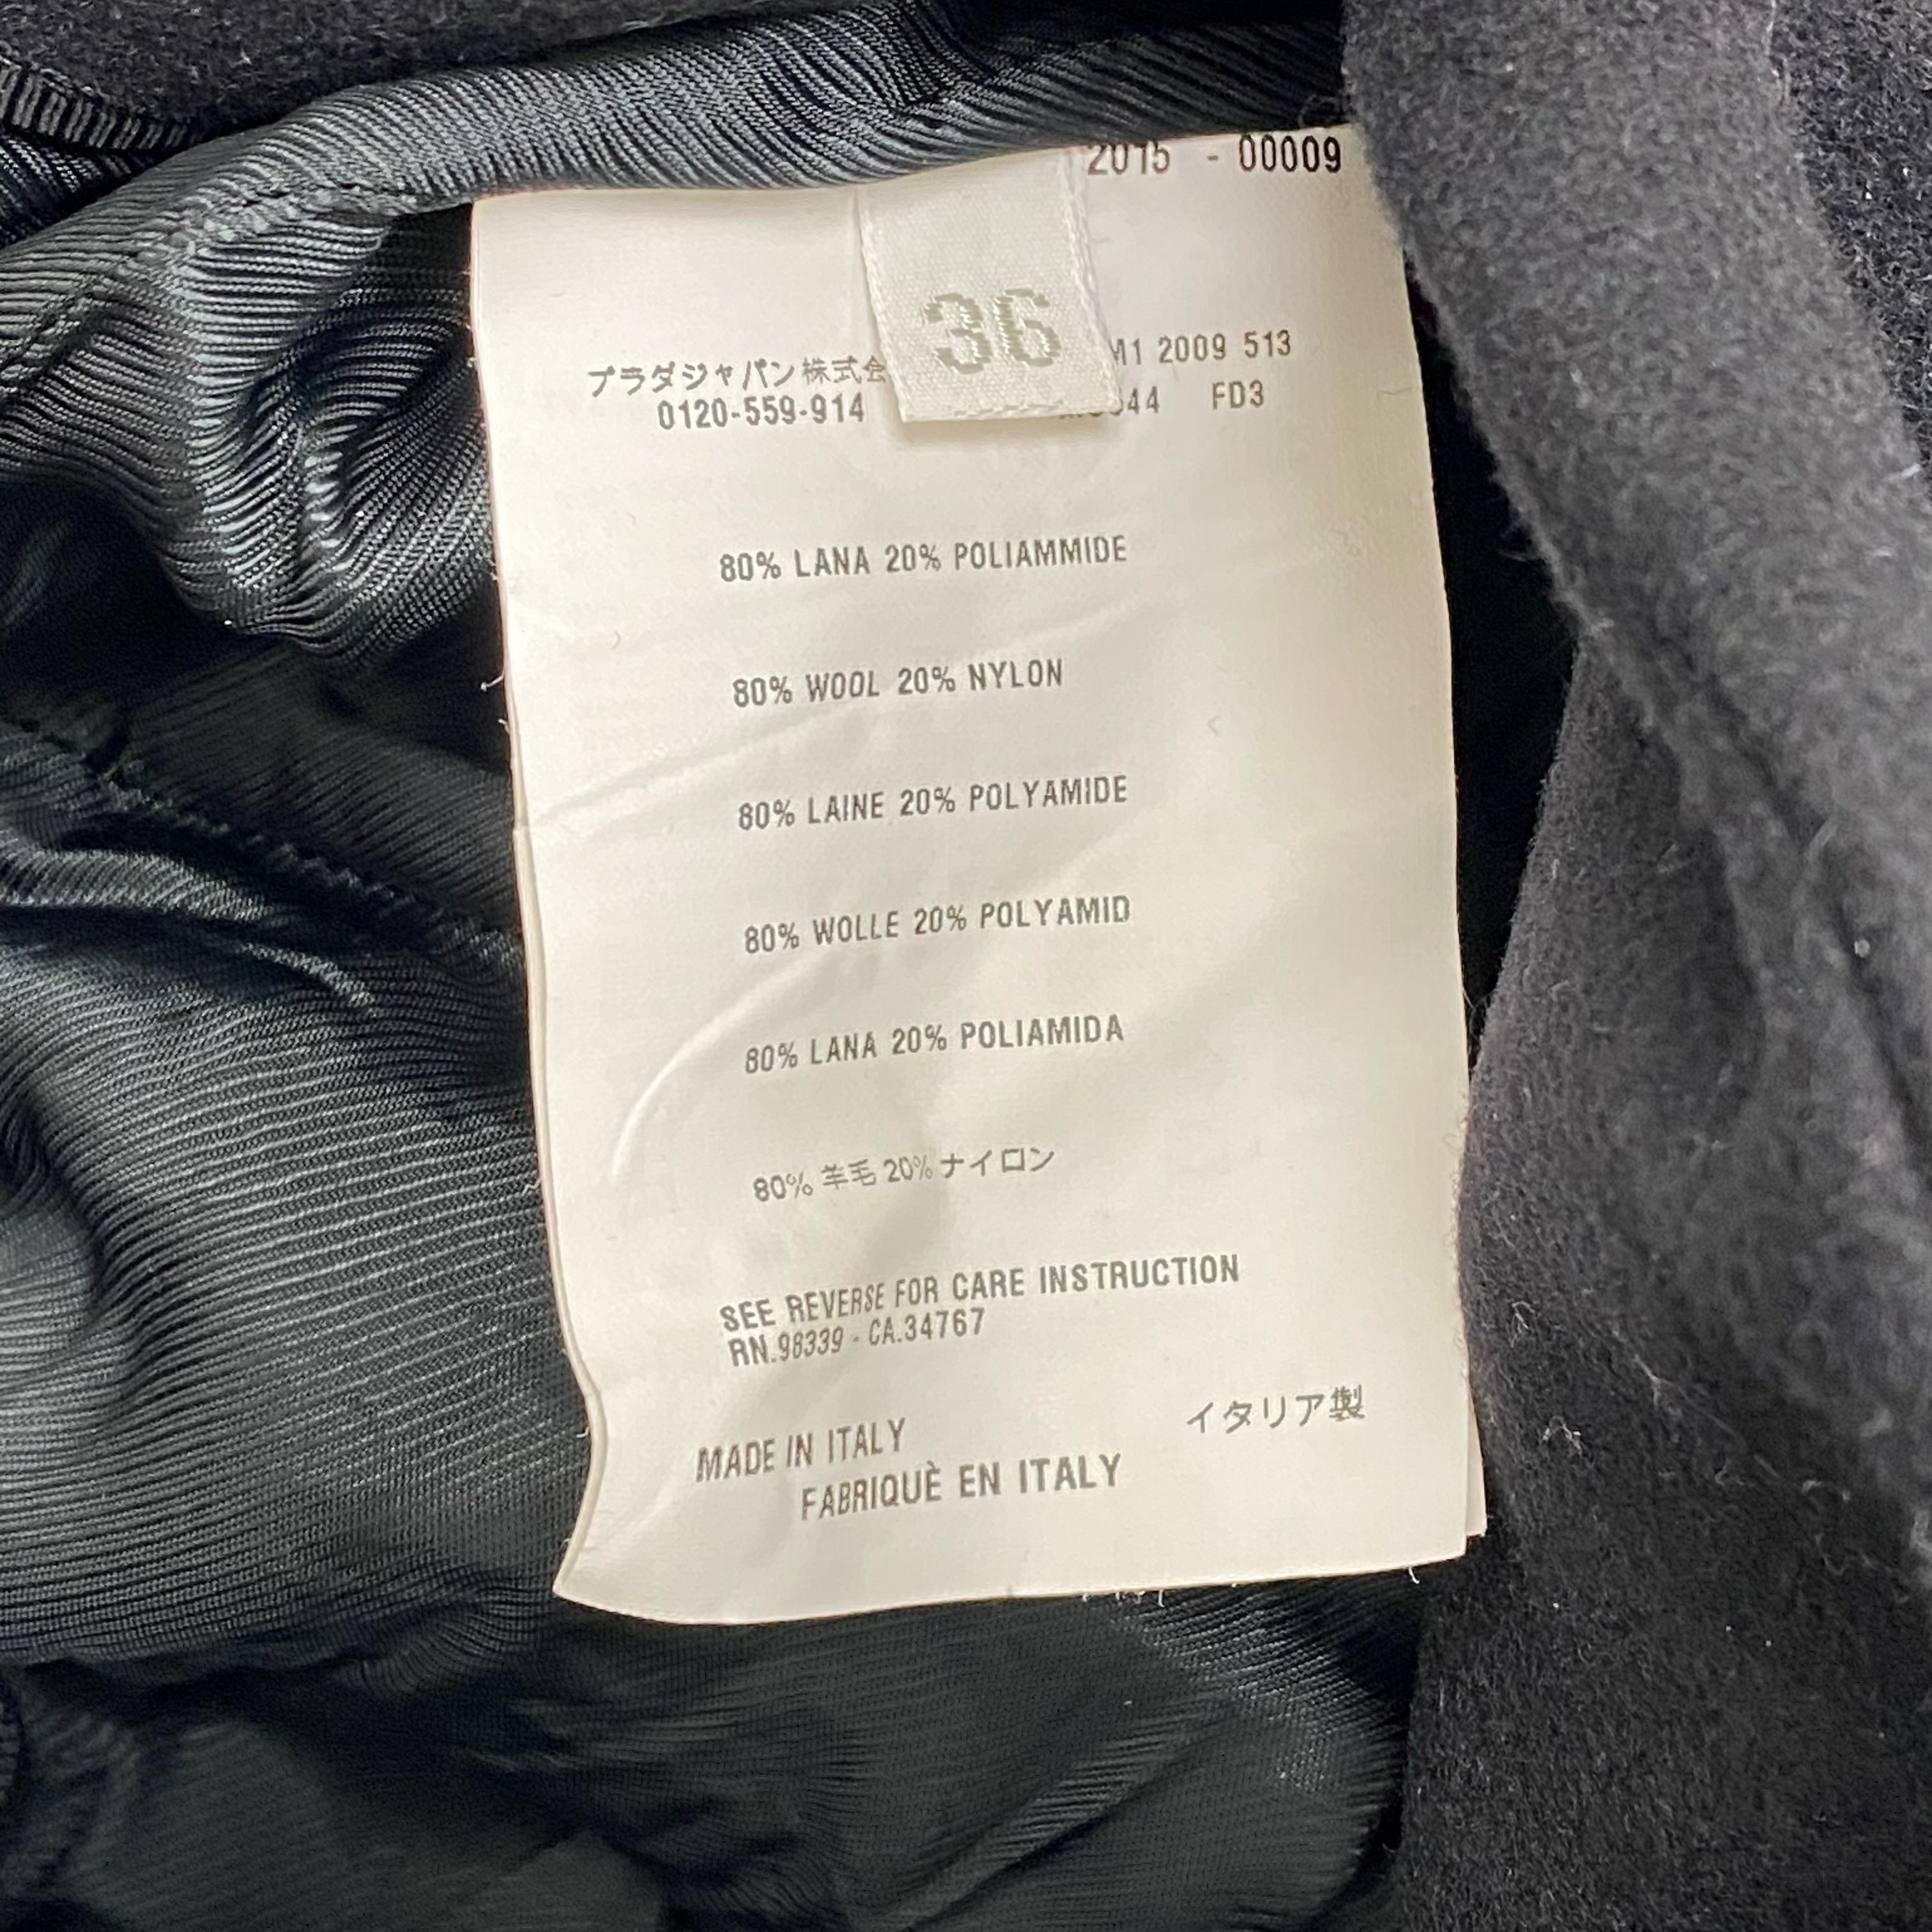 2015 - 00009
36
プラダジャパン株式会
0120-559-914
M1 2009 513
44 FD3
80% LANA 20% POLIAMMIDE
80% WOOL 20% NYLON
80% LAINE 20% POLYAMIDE
80% WOLLE 20% POLYAMID
80% LANA 20% POLIAMIDA
80% 羊毛 20% ナイロン
SEE REVERSE FOR CARE INSTRUCTION
RN.98339 - CA.34767
イタリア製
MADE IN ITALY
FABRIQUÈ EN ITALY